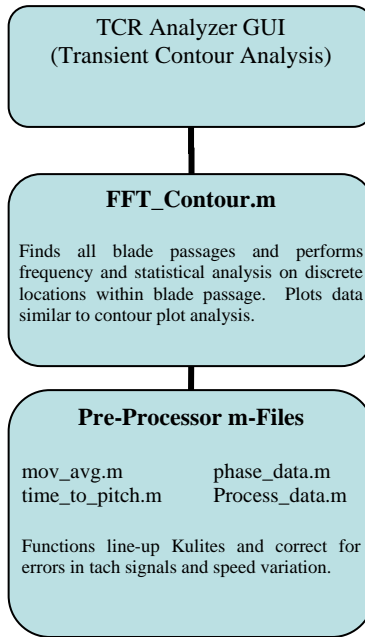 TCR Analyzer GUI
(Transient Contour Analysis)
FFT_Contour.m
Finds all blade passages and performs
frequency and statistical analysis on discrete
locations within blade passage. Plots data
similar to contour plot analysis.
Pre-Processor m-Files
mov_avg.m phase_data.m
time_to_pitch.m Process_data.m
Functions line-up Kulites and correct for
errors in tach signals and speed variation.